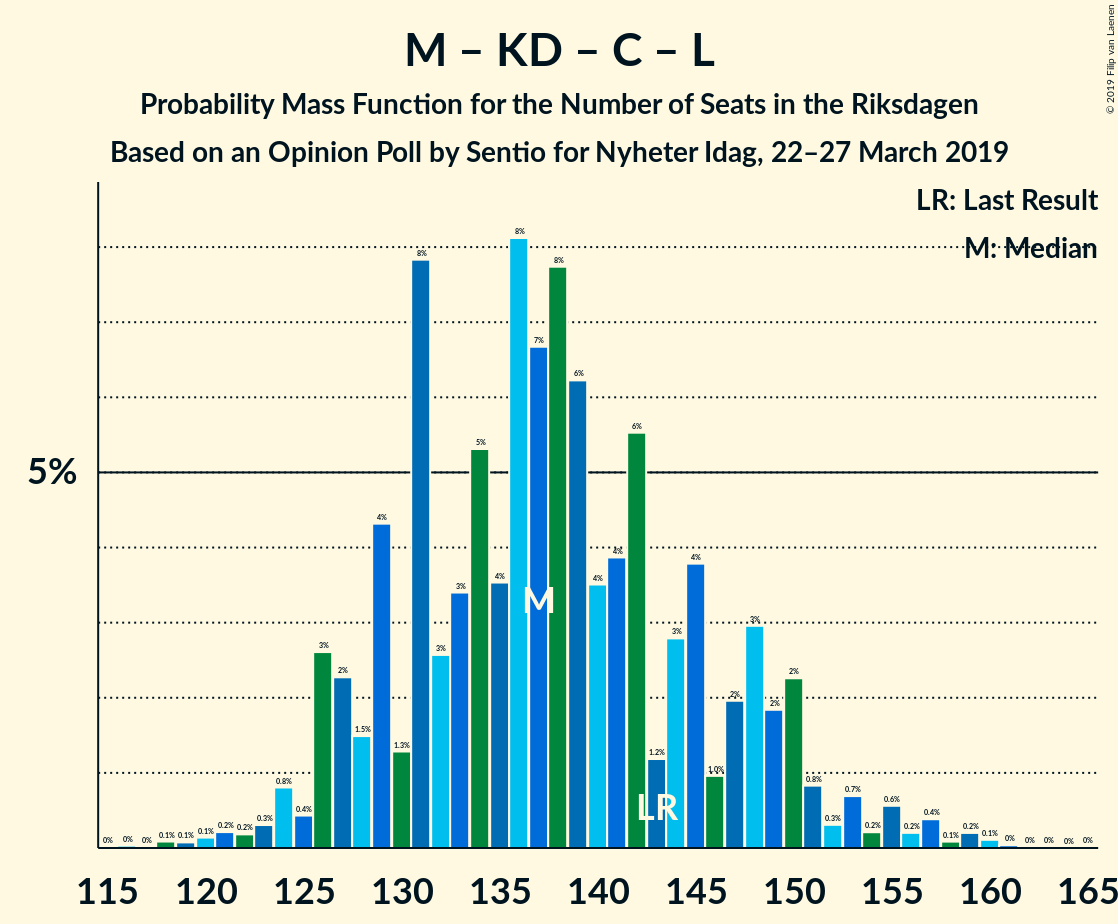 M – KD – C – L
Probability Mass Function for the Number of Seats in the Riksdagen
Based on an Opinion Poll by Sentio for Nyheter Idag, 22–27 March 2019
© 2019 Filip van Laenen
LR: Last Result
M: Median
5%
0% 0% 0% 0.1% 0.1% 0.1% 0.2% 0.2% 0.3% 0.8% 0.4% 3% 2% 1.5% 4% 1.3% 8% 3% 3% 5% 4% 8% 7% 8% 6% 4% 4% 6% 1.2% 3% 4% 1.0% 2% 3% 2% 2% 0.8% 0.3% 0.7% 0.2% 0.6% 0.2% 0.4% 0.1% 0.2% 0.1% 0% 0% 0% 0% 0%
M
LR
115 120 125 130 135 140 145 150 155 160 165